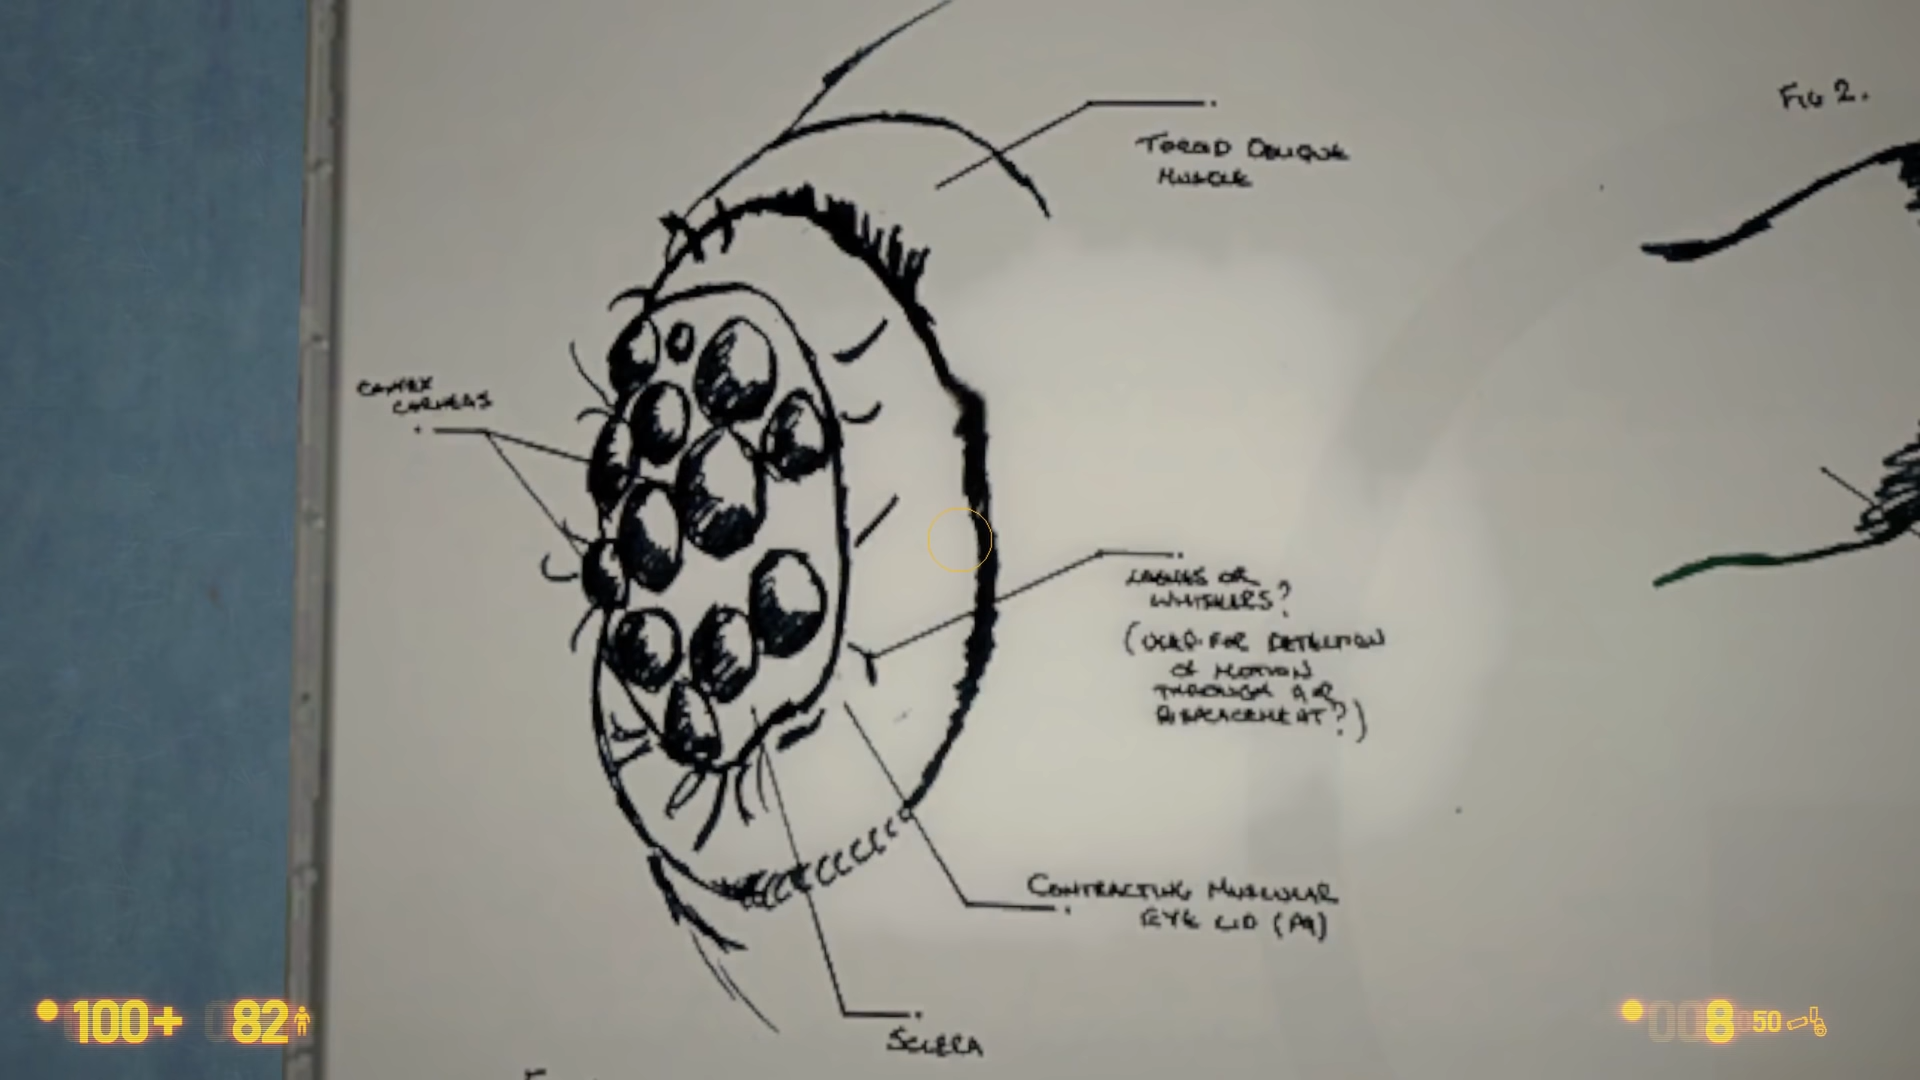 Fig 2.
Toroid Oblique
Muscle
Convex
Corneas
Lashes or
Whiskers?
(Used for detection
of motion
through air
displacement?)
Contracting Muscular
Eye Lid (Aq)
Sclera
100+
82
8
50